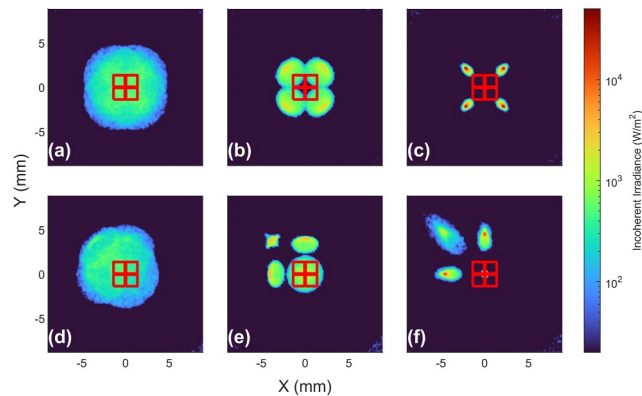 5
0
-5
(a)
(b)
(c)
Y (mm)
5
0
-5
(d)
(e)
(f)
-5 0 5
-5 0 5
-5 0 5
X (mm)
10⁴
10³
10²
Incoherent Irradiance (W/m²)